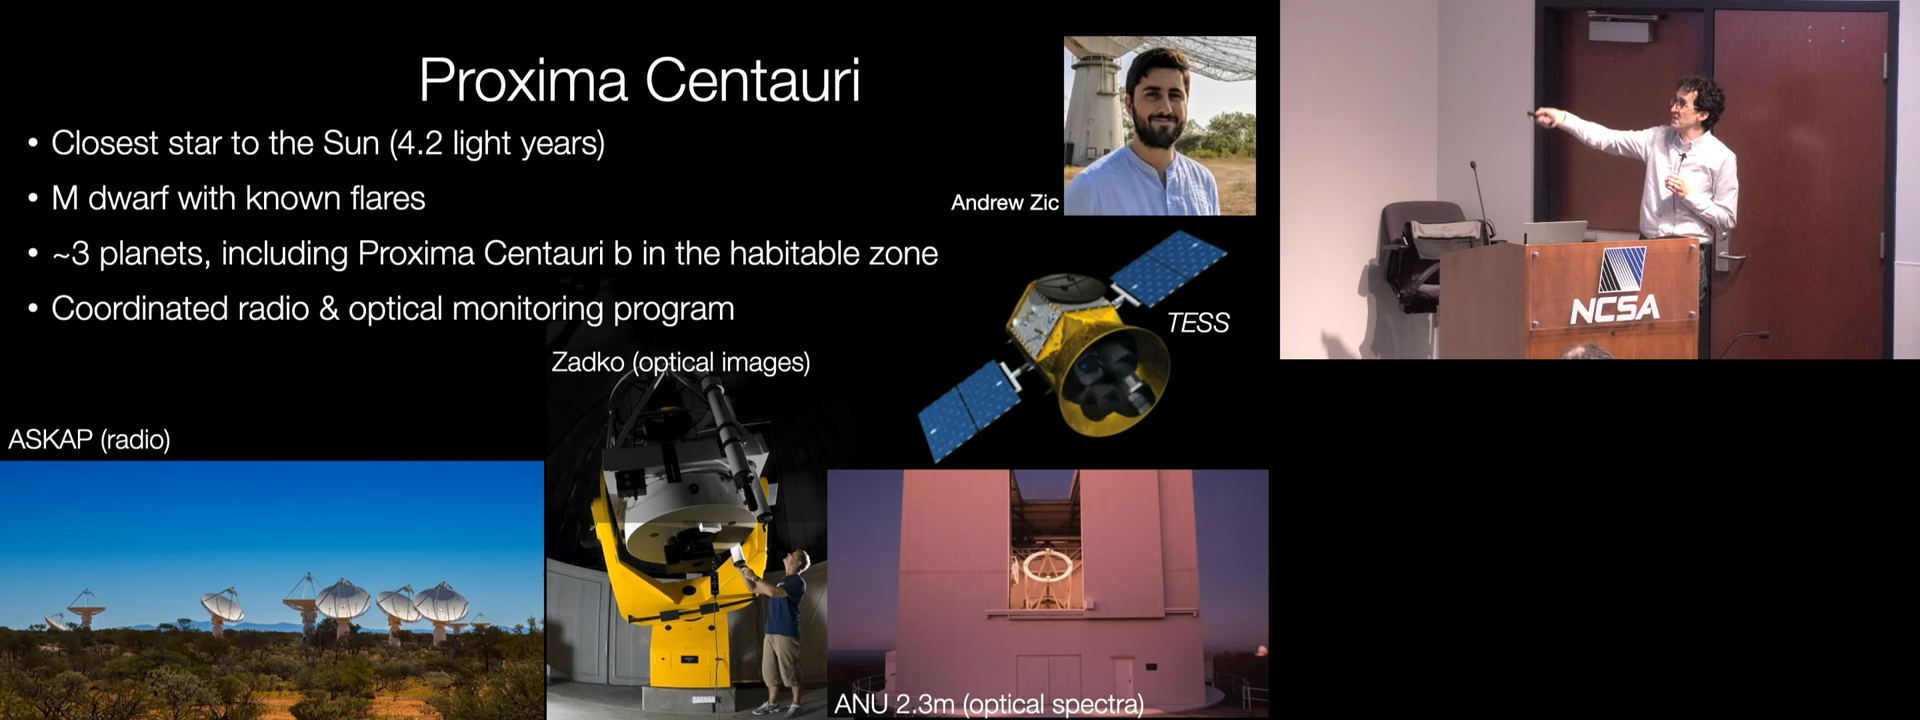 Proxima Centauri
• Closest star to the Sun (4.2 light years)
• M dwarf with known flares
• ~3 planets, including Proxima Centauri b in the habitable zone
• Coordinated radio & optical monitoring program
Andrew Zic
TESS
Zadko (optical images)
ASKAP (radio)
ANU 2.3m (optical spectra)
NCSA